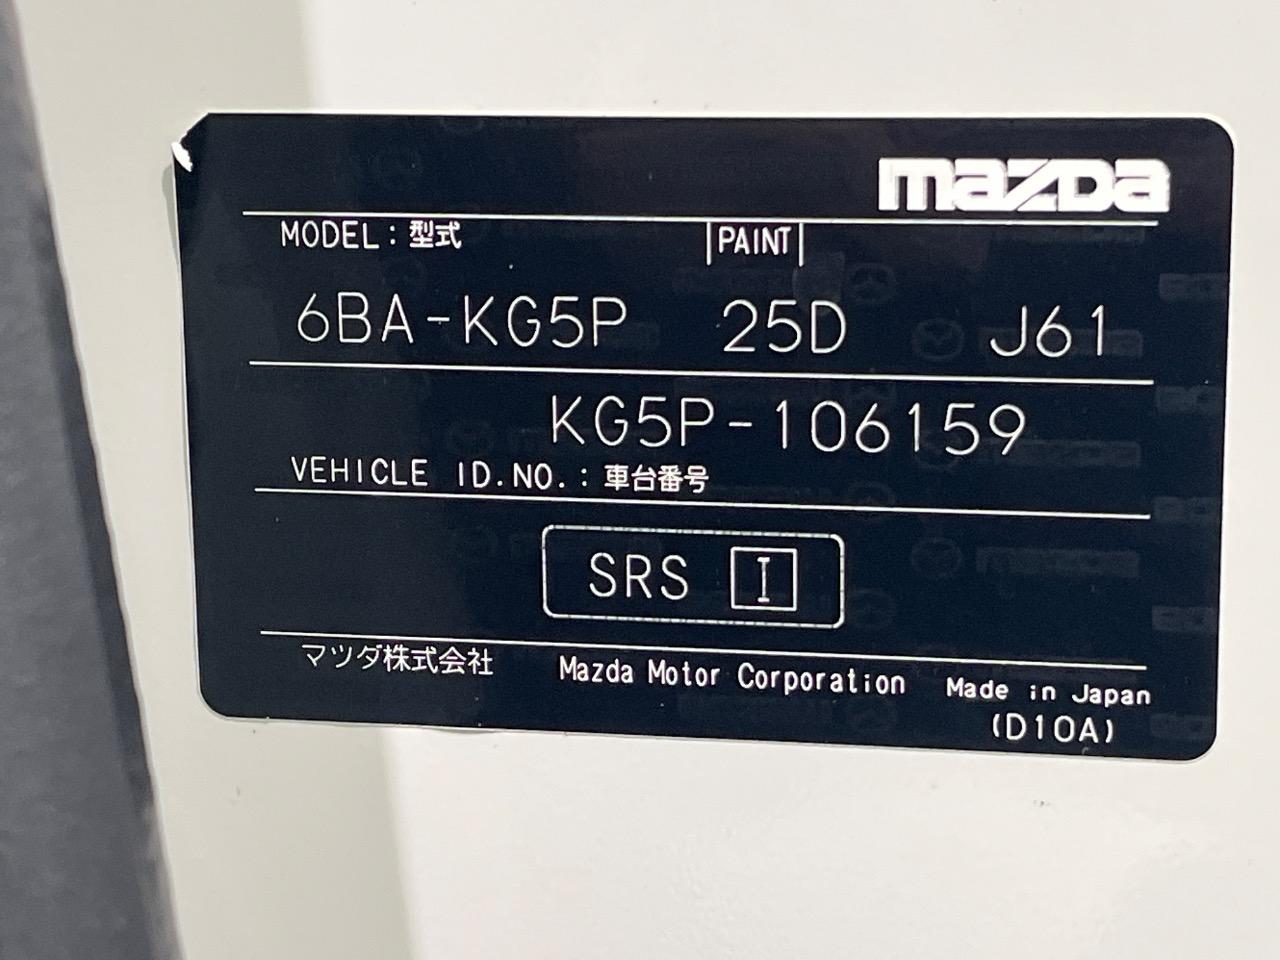 mazda
MODEL : 型式 PAINT
6BA-KG5P 25D J61
KG5P-106159
VEHICLE ID.NO. : 車台番号
SRS I
マツダ株式会社 Mazda Motor Corporation Made in Japan
(D10A)